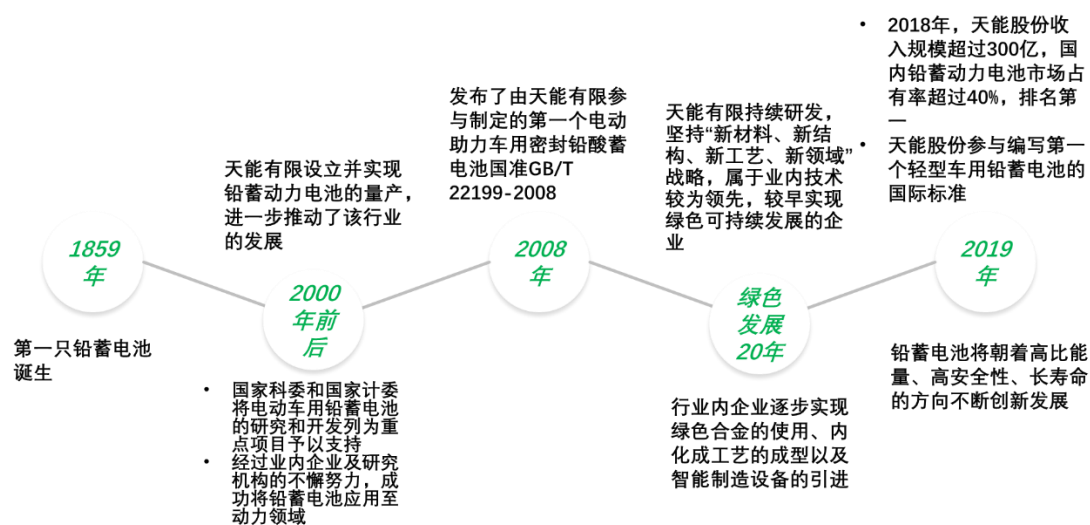 1859
年
第一只铅蓄电池
诞生
天能有限设立并实现
铅蓄动力电池的量产，
进一步推动了该行业
的发展
2000
年前
后
• 国家科委和国家计委
将电动车用铅蓄电池
的研究和开发列为重
点项目予以支持
• 经过业内企业及研究
机构的不懈努力，成
功将铅蓄电池应用至
动力领域
发布了由天能有限参
与制定的第一个电动
助力车用密封铅酸蓄
电池国准GB/T
22199-2008
2008
年
天能有限持续研发，
坚持“新材料、新结
构、新工艺、新领域”
战略，属于业内技术
较为领先，较早实现
绿色可持续发展的企
业
绿色
发展
20年
行业内企业逐步实现
绿色合金的使用、内
化成工艺的成型以及
智能制造设备的引进
• 2018年，天能股份收
入规模超过300亿，国
内铅蓄动力电池市场占
有率超过40%，排名第
一
• 天能股份参与编写第一
个轻型车用铅蓄电池的
国际标准
2019
年
铅蓄电池将朝着高比能
量、高安全性、长寿命
的方向不断创新发展